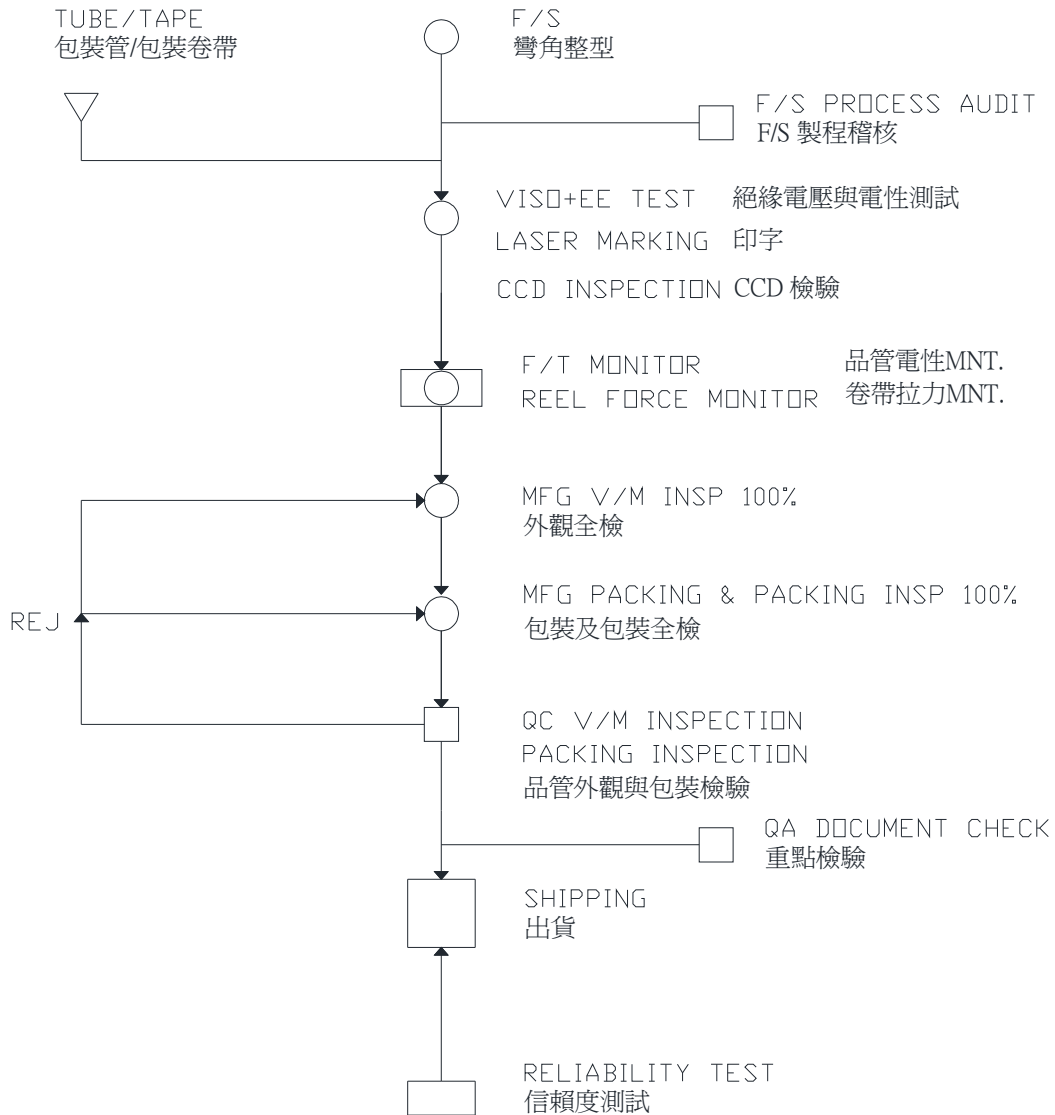 TUBE/TAPE
包裝管/包裝卷帶
F/S
彎角整型
F/S PROCESS AUDIT
F/S 製程稽核
VISO+EE TEST 絕緣電壓與電性測試
LASER MARKING 印字
CCD INSPECTION CCD 檢驗
F/T MONITOR 品管電性MNT.
REEL FORCE MONITOR 卷帶拉力MNT.
MFG V/M INSP 100%
外觀全檢
MFG PACKING & PACKING INSP 100%
包裝及包裝全檢
REJ
QC V/M INSPECTION
PACKING INSPECTION
品管外觀與包裝檢驗
QA DOCUMENT CHECK
重點檢驗
SHIPPING
出貨
RELIABILITY TEST
信賴度測試